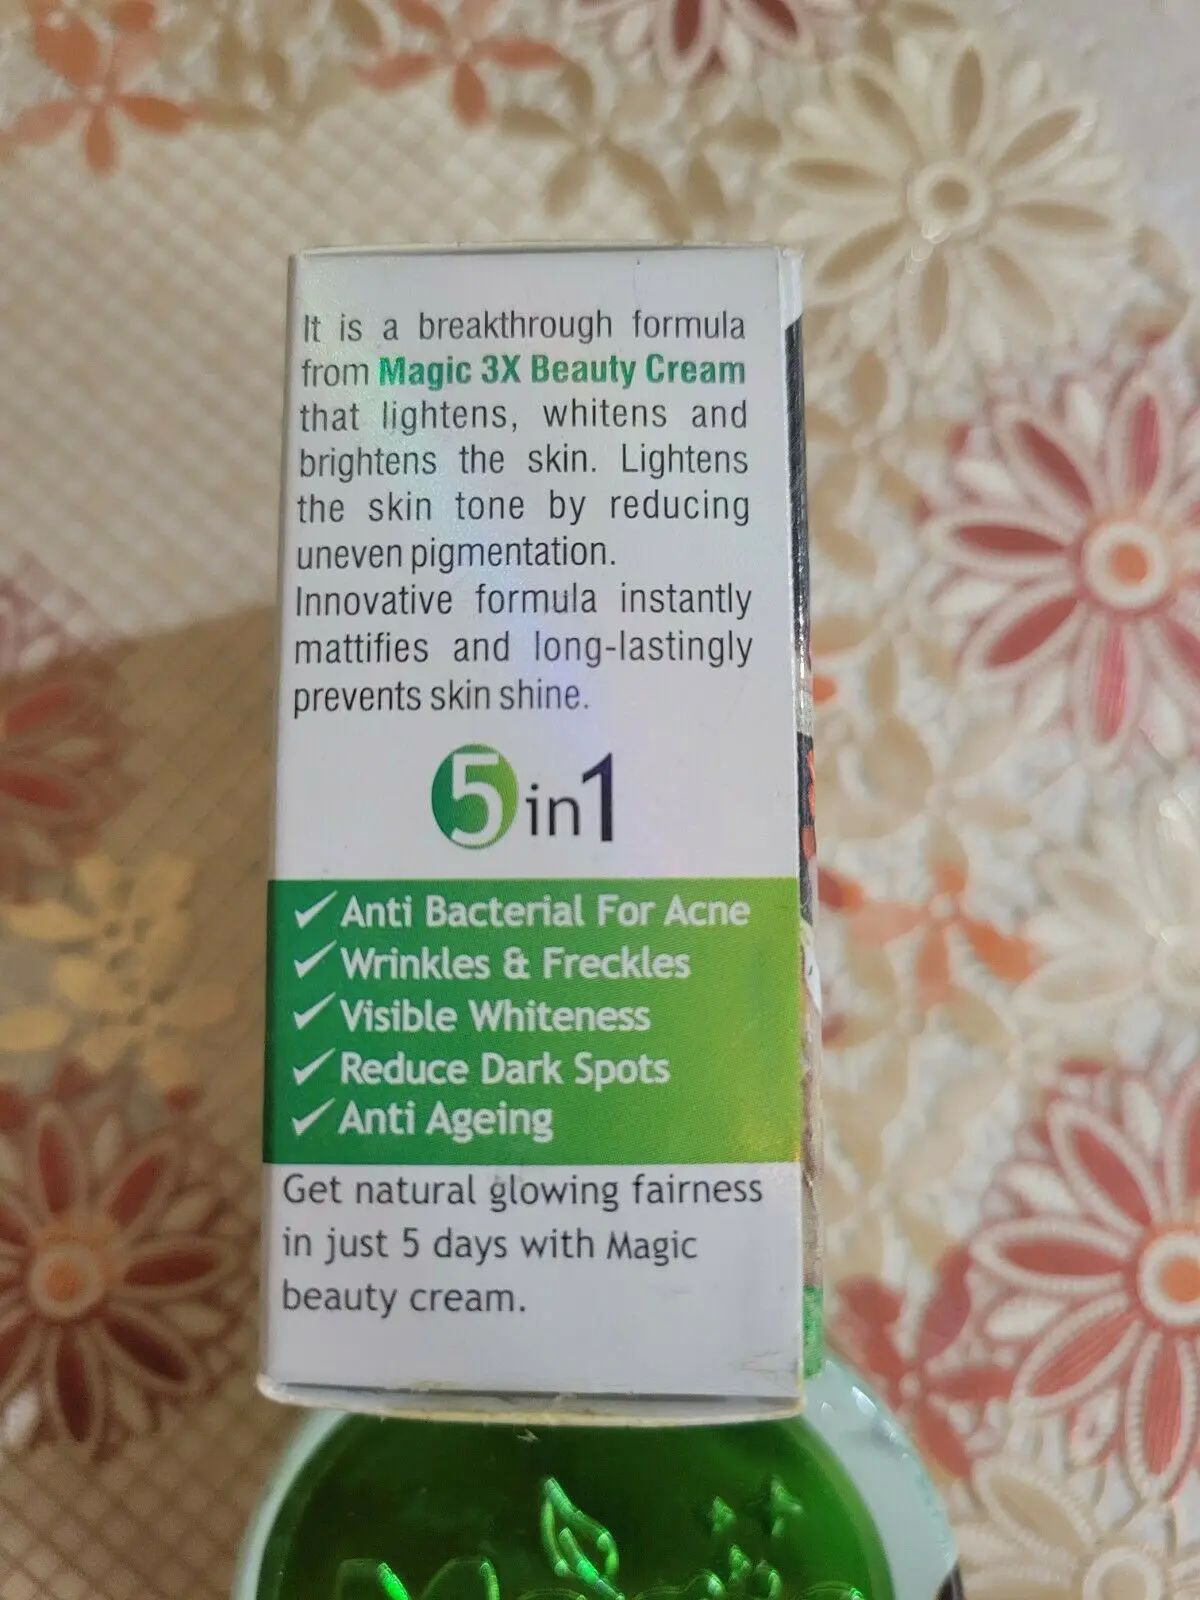 It is a breakthrough formula
from Magic 3X Beauty Cream
that lightens, whitens and
brightens the skin. Lightens
the skin tone by reducing
uneven pigmentation.
Innovative formula instantly
mattifies and long-lastingly
prevents skin shine.
5 in 1
✓ Anti Bacterial For Acne
✓ Wrinkles & Freckles
✓ Visible Whiteness
✓ Reduce Dark Spots
✓ Anti Ageing
Get natural glowing fairness
in just 5 days with Magic
beauty cream.